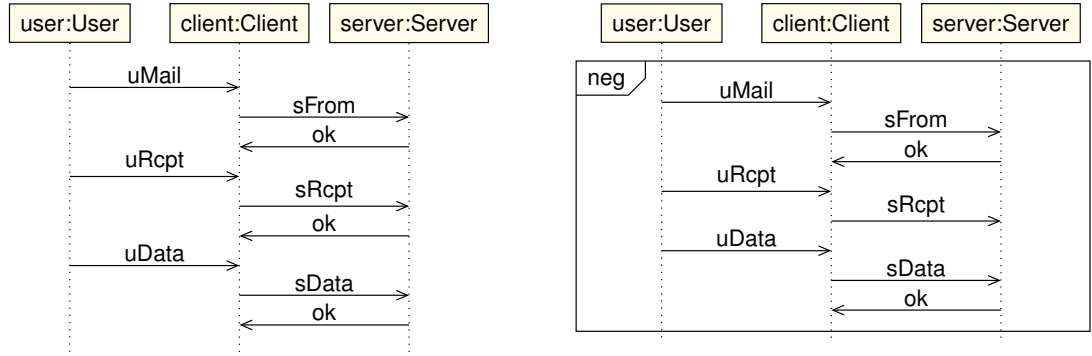 user:User client:Client server:Server
uMail
sFrom
ok
uRcpt
sRcpt
ok
uData
sData
ok
user:User client:Client server:Server
neg
uMail
sFrom
ok
uRcpt
sRcpt
uData
sData
ok